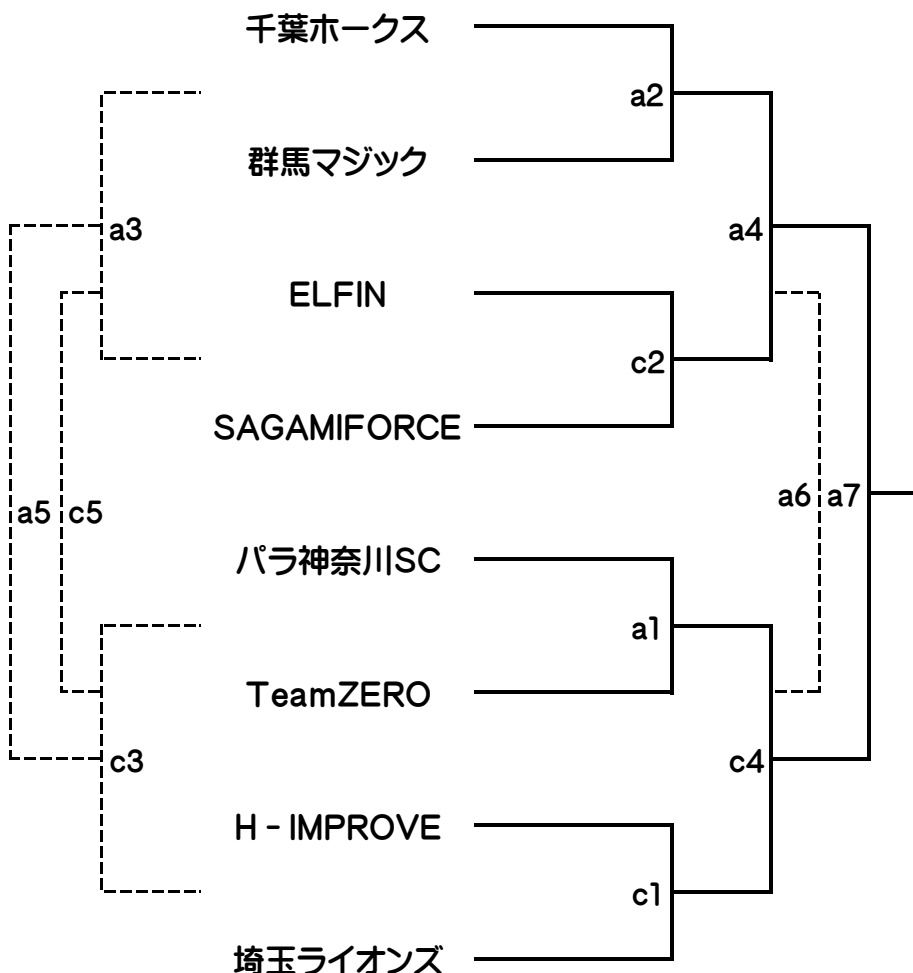 千葉ホークス
a2
群馬マジック
a3
a4
ELFIN
c2
SAGAMIFORCE
a5
c5
a6
a7
パラ神奈川SC
a1
TeamZERO
c3
c4
H - IMPROVE
c1
埼玉ライオンズ